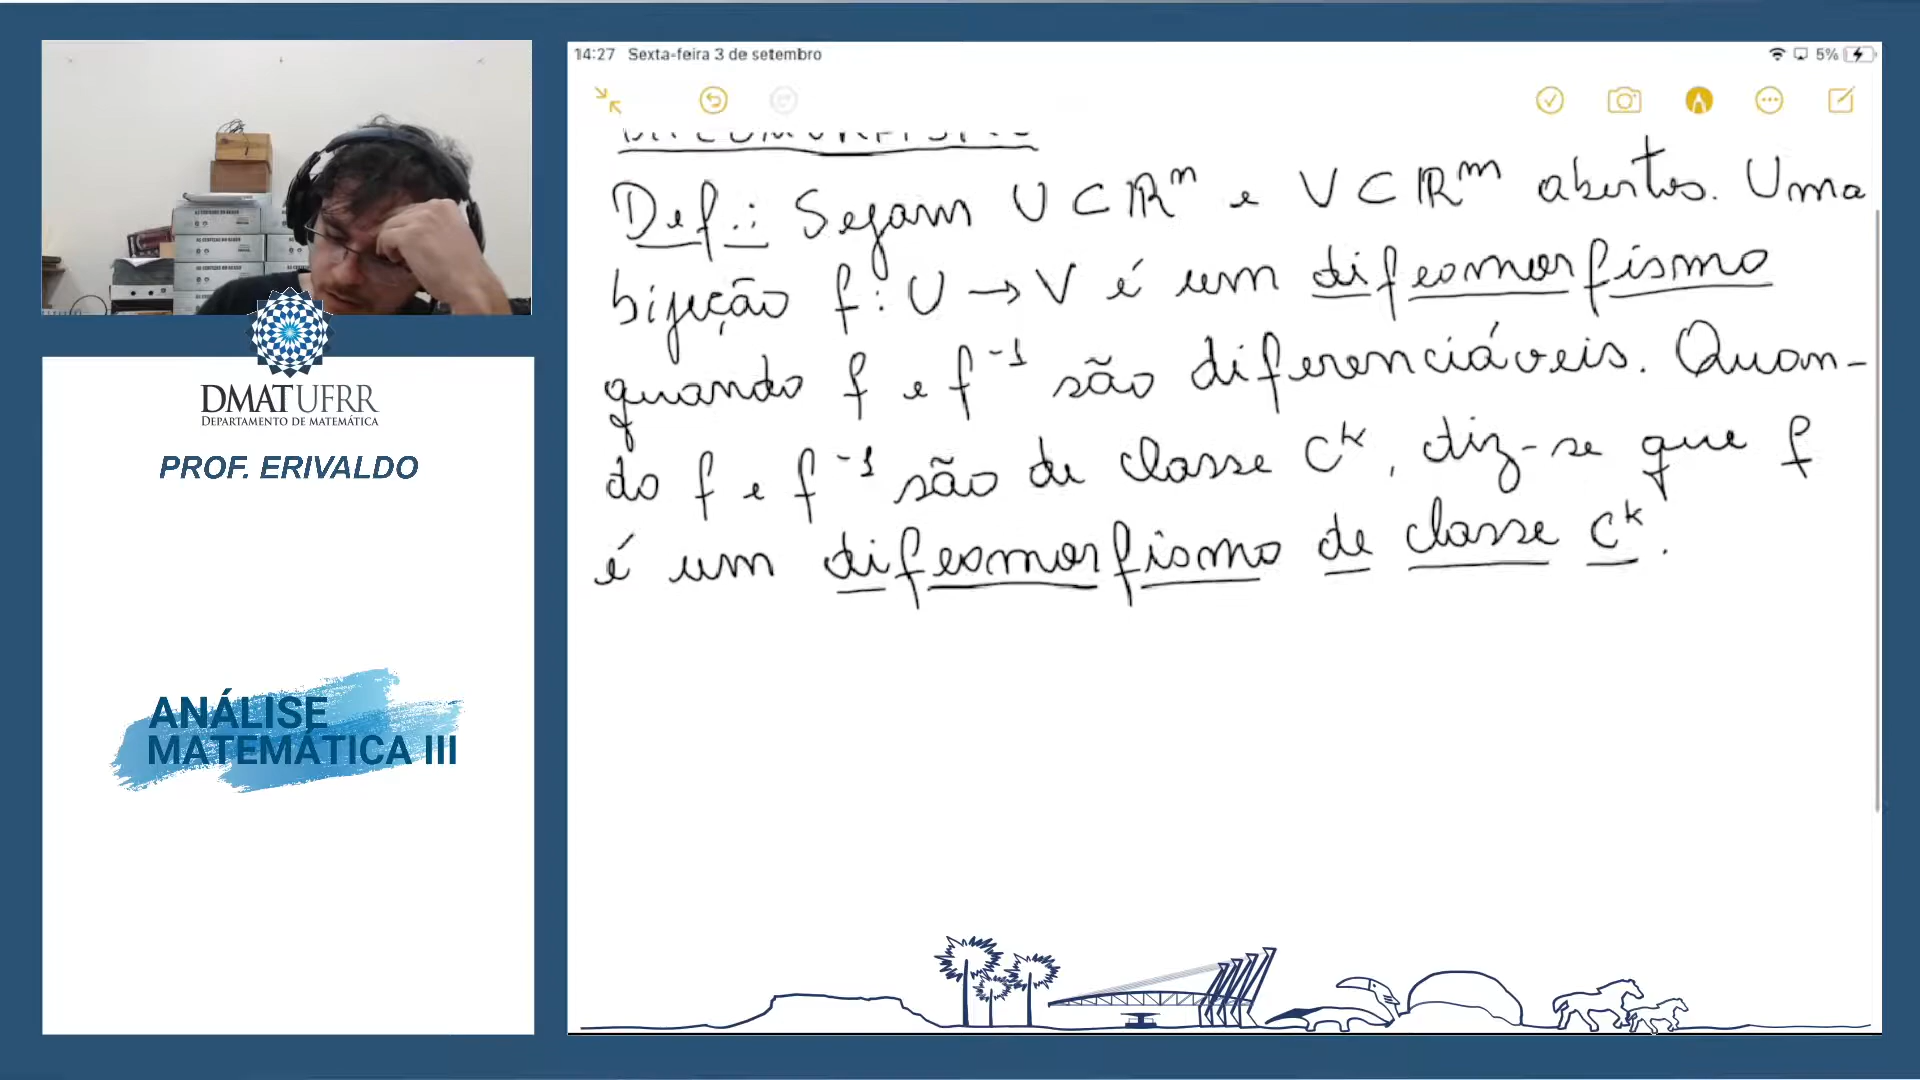 14:27 Sexta-feira 3 de setembro
5%
Def.: Sejam U ⊂ ℝⁿ e V ⊂ ℝᵐ abertos. Uma
bijeção f: U → V é um difeomorfismo
quando f e f⁻¹ são diferenciáveis. Quan-
do f e f⁻¹ são de classe Cᵏ, diz-se que f
é um difeomorfismo de classe Cᵏ.
DMATUFRR
DEPARTAMENTO DE MATEMÁTICA
PROF. ERIVALDO
ANÁLISE
MATEMÁTICA III